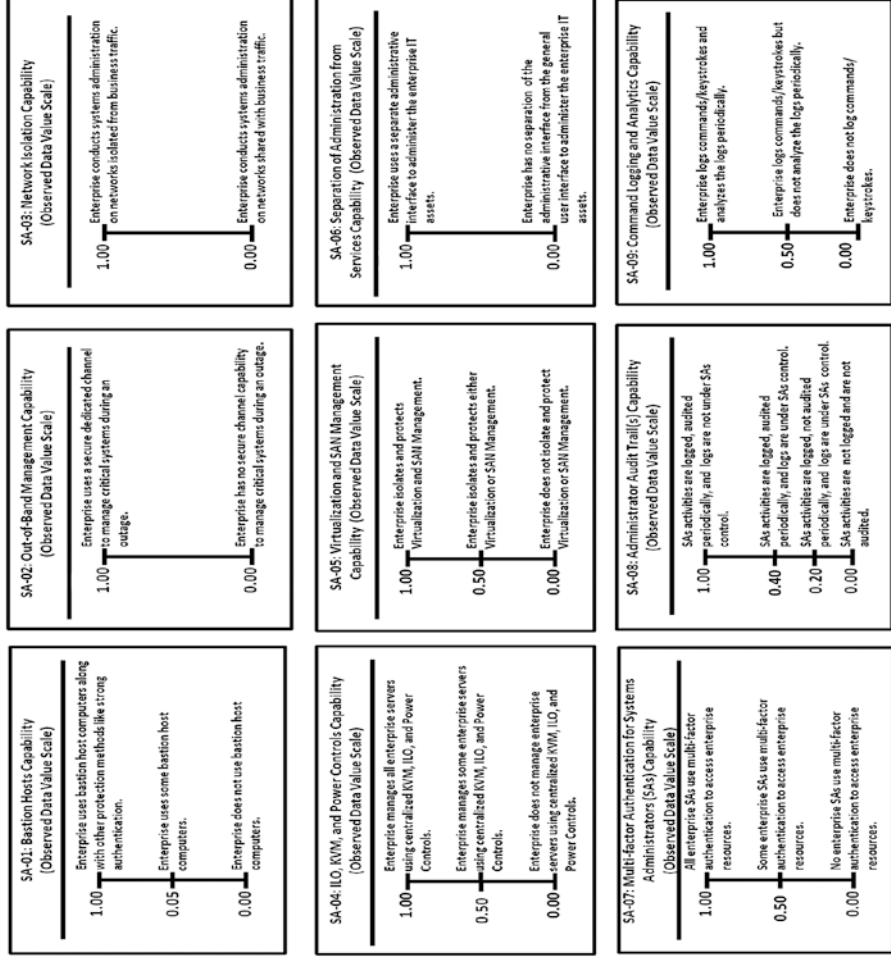 SA-01: Bastion Hosts Capability
(Observed Data Value Scale)
1.00
Enterprise uses bastion host computers along
with other protection methods like strong
authentication.
0.05
Enterprise uses some bastion host
computers.
0.00
Enterprise does not use bastion host
computers.
SA-02: Out-of-Band Management Capability
(Observed Data Value Scale)
1.00
Enterprise uses a secure dedicated channel
to manage critical systems during an
outage.
0.00
Enterprise has no secure channel capability
to manage critical systems during an outage.
SA-03: Network Isolation Capability
(Observed Data Value Scale)
1.00
Enterprise conducts systems administration
on networks isolated from business traffic.
0.00
Enterprise conducts systems administration
on networks shared with business traffic.
SA-04: ILO, KVM, and Power Controls Capability
(Observed Data Value Scale)
1.00
Enterprise manages all enterprise servers
using centralized KVM, ILO, and Power
Controls.
0.50
Enterprise manages some enterprise servers
using centralized KVM, ILO, and Power
Controls.
0.00
Enterprise does not manage enterprise
servers using centralized KVM, ILO, and
Power Controls.
SA-05: Virtualization and SAN Management
Capability (Observed Data Value Scale)
1.00
Enterprise isolates and protects
Virtualization and SAN Management.
0.50
Enterprise isolates and protects either
Virtualization or SAN Management.
0.00
Enterprise does not isolate and protect
Virtualization or SAN Management.
SA-06: Separation of Administration from
Services Capability (Observed Data Value Scale)
1.00
Enterprise uses a separate administrative
interface to administer the enterprise IT
assets.
0.00
Enterprise has no separation of the
administrative interface from the general
user interface to administer the enterprise IT
assets.
SA-07: Multi-factor Authentication for Systems
Administrators (SAs) Capability
(Observed Data Value Scale)
1.00
All enterprise SAs use multi-factor
authentication to access enterprise
resources.
0.50
Some enterprise SAs use multi-factor
authentication to access enterprise
resources.
0.00
No enterprise SAs use multi-factor
authentication to access enterprise
resources.
SA-08: Administrator Audit Trail(s) Capability
(Observed Data Value Scale)
1.00
SAs activities are logged, audited
periodically, and logs are not under SAs
control.
0.40
SAs activities are logged, audited
periodically, and logs are under SAs control.
0.20
SAs activities are logged, not audited
periodically, and logs are under SAs control.
0.00
SAs activities are not logged and are not
audited.
SA-09: Command Logging and Analytics Capability
(Observed Data Value Scale)
1.00
Enterprise logs commands/keystrokes and
analyzes the logs periodically.
0.50
Enterprise logs commands/keystrokes but
does not analyze the logs periodically.
0.00
Enterprise does not log commands/
keystrokes.